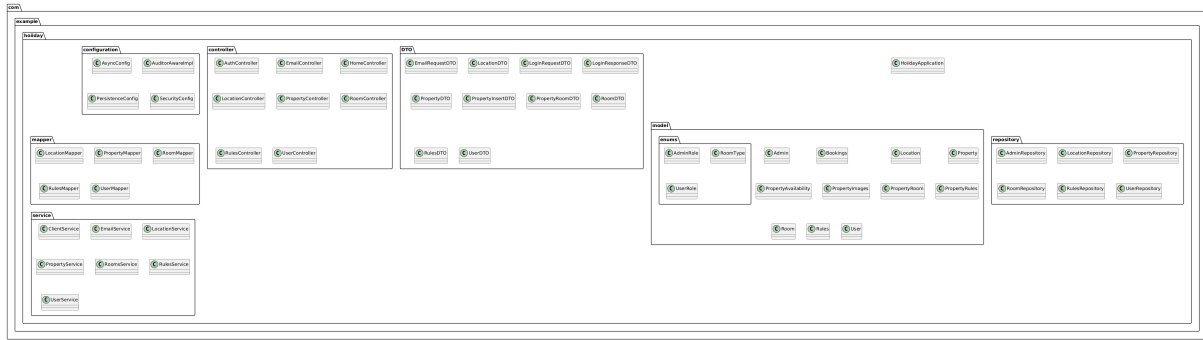 com
example
holiday
configuration
C AsyncConfig C AuditorAwareImpl
C PersistenceConfig C SecurityConfig
controller
C AuthController C EmailController C HomeController
C LocationController C PropertyController C RoomController
C RulesController C UserController
DTO
C EmailRequestDTO C LocationDTO C LoginRequestDTO C LoginResponseDTO
C PropertyDTO C PropertyInsertDTO C PropertyRoomDTO C RoomDTO
C RulesDTO C UserDTO
C HolidayApplication
mapper
C LocationMapper C PropertyMapper C RoomMapper
C RulesMapper C UserMapper
model
enums
C AdminRole C RoomType
C UserRole
C Admin C Bookings C Location C Property
C PropertyAvailability C PropertyImages C PropertyRoom C PropertyRules
C Room C Rules C User
repository
C AdminRepository C LocationRepository C PropertyRepository
C RoomRepository C RulesRepository C UserRepository
service
C ClientService C EmailService C LocationService
C PropertyService C RoomsService C RulesService
C UserService